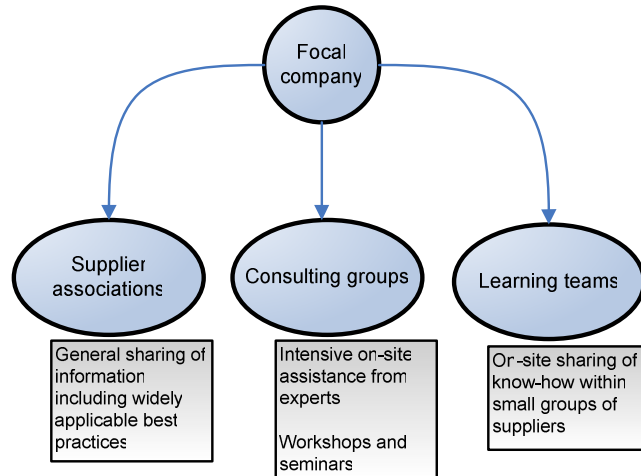 Focal
company
Supplier
associations
Consulting groups
Learning teams
General sharing of
information
including widely
applicable best
practices
Intensive on-site
assistance from
experts
Workshops and
seminars
On-site sharing of
know-how within
small groups of
suppliers